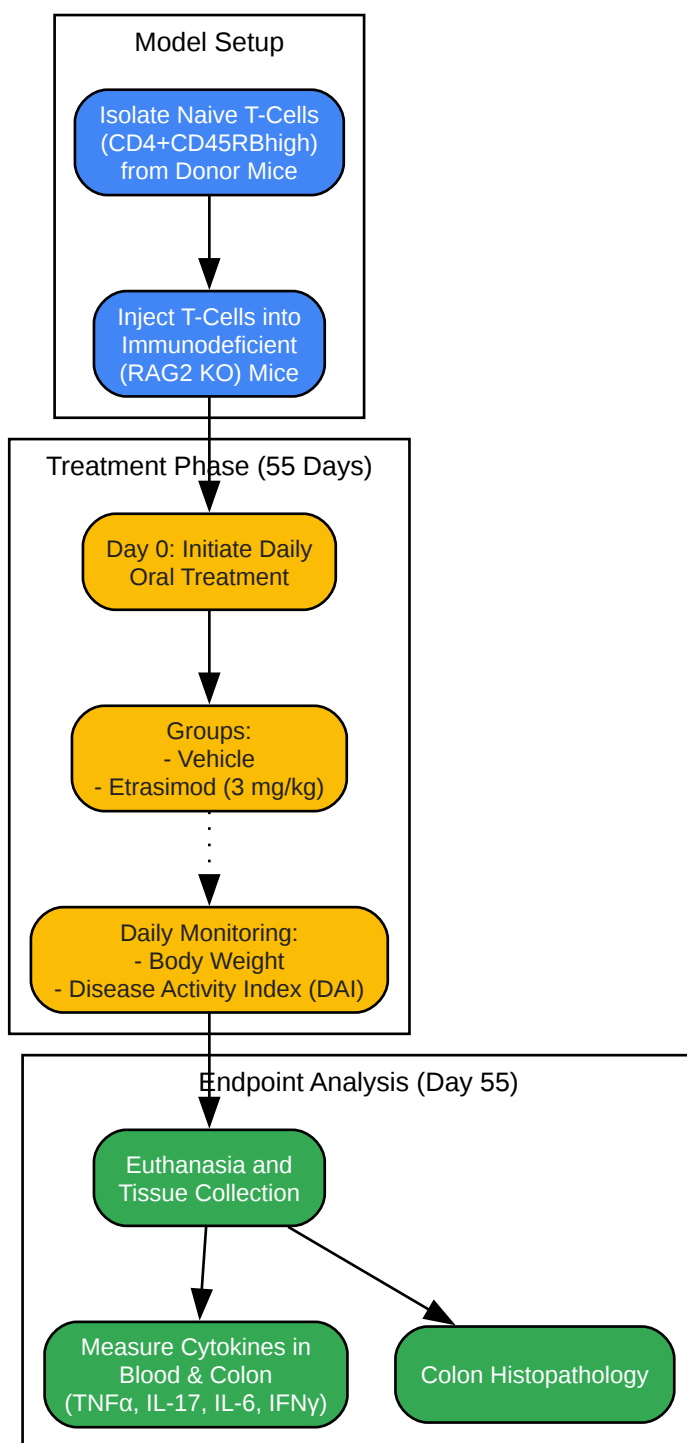 Model Setup
Isolate Naive T-Cells
(CD4+CD45RBhigh)
from Donor Mice
Inject T-Cells into
Immunodeficient
(RAG2 KO) Mice
Treatment Phase (55 Days)
Day 0: Initiate Daily
Oral Treatment
Groups:
- Vehicle
- Etrasimod (3 mg/kg)
Daily Monitoring:
- Body Weight
- Disease Activity Index (DAI)
Endpoint Analysis (Day 55)
Euthanasia and
Tissue Collection
Measure Cytokines in
Blood & Colon
(TNFα, IL-17, IL-6, IFNγ)
Colon Histopathology